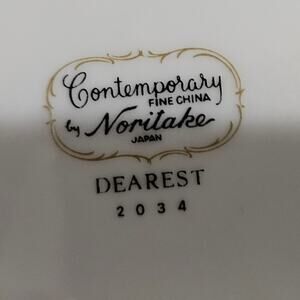 Contemporary
FINE CHINA
by Noritake
JAPAN
DEAREST
2034